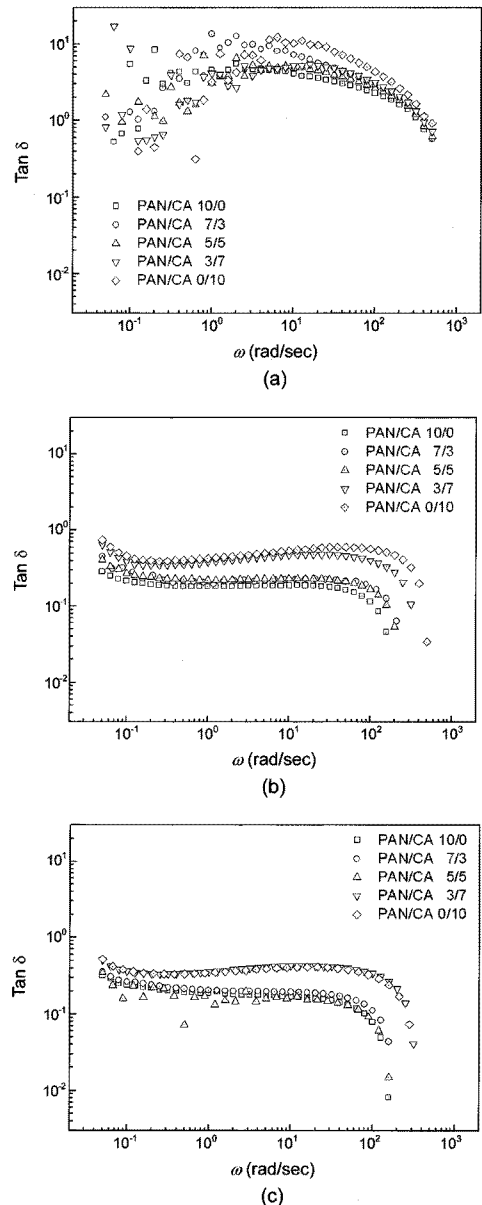 10¹
10⁰
Tan δ
10⁻¹
10⁻²
PAN/CA 10/0
PAN/CA 7/3
PAN/CA 5/5
PAN/CA 3/7
PAN/CA 0/10
10⁻¹ 10⁰ 10¹ 10² 10³
ω (rad/sec)
(a)
10¹
10⁰
Tan δ
10⁻¹
10⁻²
PAN/CA 10/0
PAN/CA 7/3
PAN/CA 5/5
PAN/CA 3/7
PAN/CA 0/10
10⁻¹ 10⁰ 10¹ 10² 10³
ω (rad/sec)
(b)
10¹
10⁰
Tan δ
10⁻¹
10⁻²
PAN/CA 10/0
PAN/CA 7/3
PAN/CA 5/5
PAN/CA 3/7
PAN/CA 0/10
10⁻¹ 10⁰ 10¹ 10² 10³
ω (rad/sec)
(c)